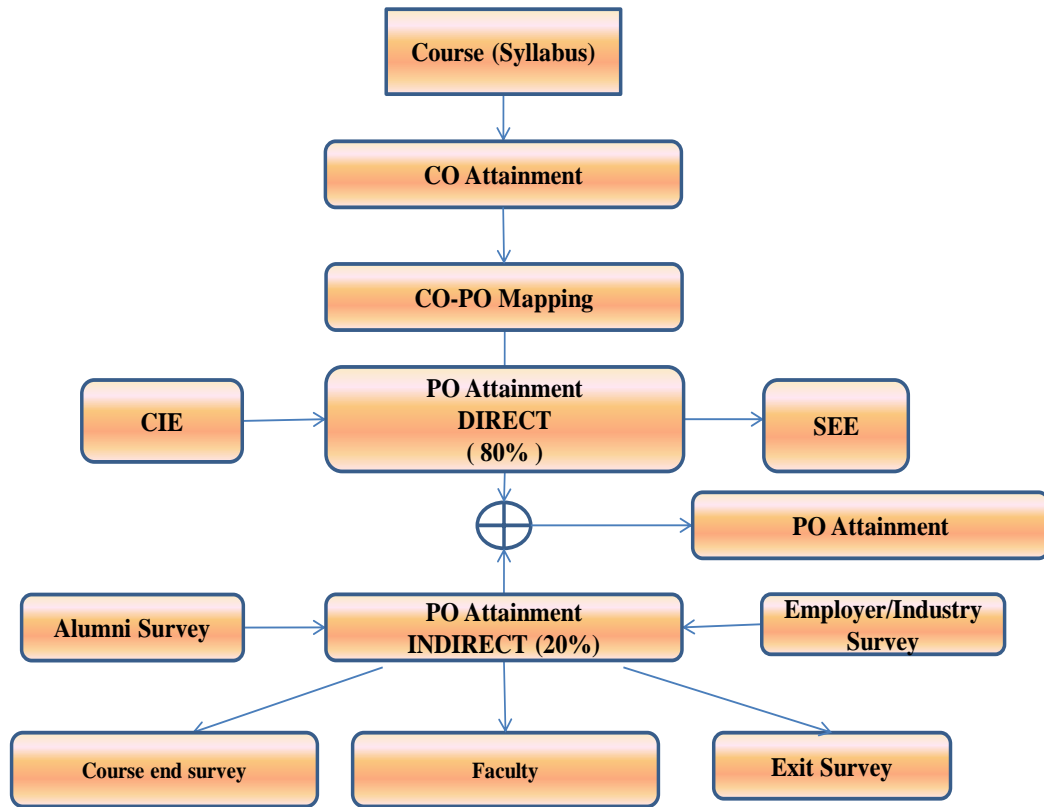 Course (Syllabus)
CO Attainment
CO-PO Mapping
PO Attainment
DIRECT
( 80% )
CIE
SEE
PO Attainment
PO Attainment
INDIRECT (20%)
Alumni Survey
Employer/Industry
Survey
Course end survey
Faculty
Exit Survey